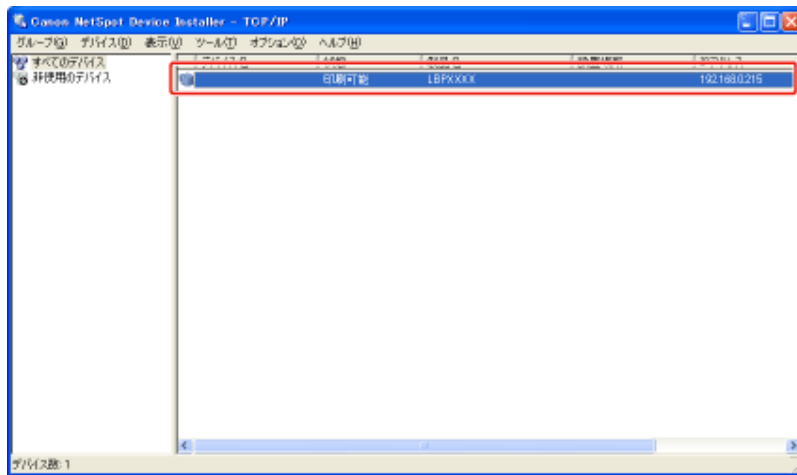 Canon NetSpot Device Installer - TCP/IP
グループ(G) デバイス(D) 表示(V) ツール(T) オプション(O) ヘルプ(H)
すべてのデバイス
非使用のデバイス
印刷可能 LBPXXXX 192.168.0.215
デバイス数: 1